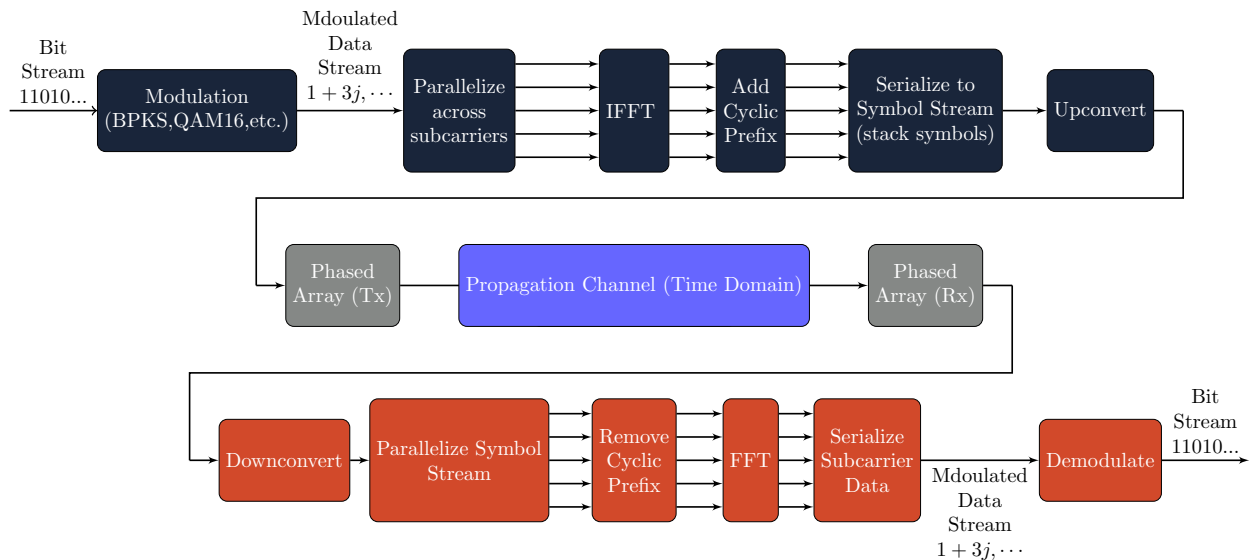 Bit
Stream
11010...
Modulation
(BPKS,QAM16,etc.)
Mdoulated
Data
Stream
1 + 3j, ⋯
Parallelize
across
subcarriers
IFFT
Add
Cyclic
Prefix
Serialize to
Symbol Stream
(stack symbols)
Upconvert
Phased
Array (Tx)
Propagation Channel (Time Domain)
Phased
Array (Rx)
Downconvert
Parallelize Symbol
Stream
Remove
Cyclic
Prefix
FFT
Serialize
Subcarrier
Data
Mdoulated
Data
Stream
1 + 3j, ⋯
Demodulate
Bit
Stream
11010...